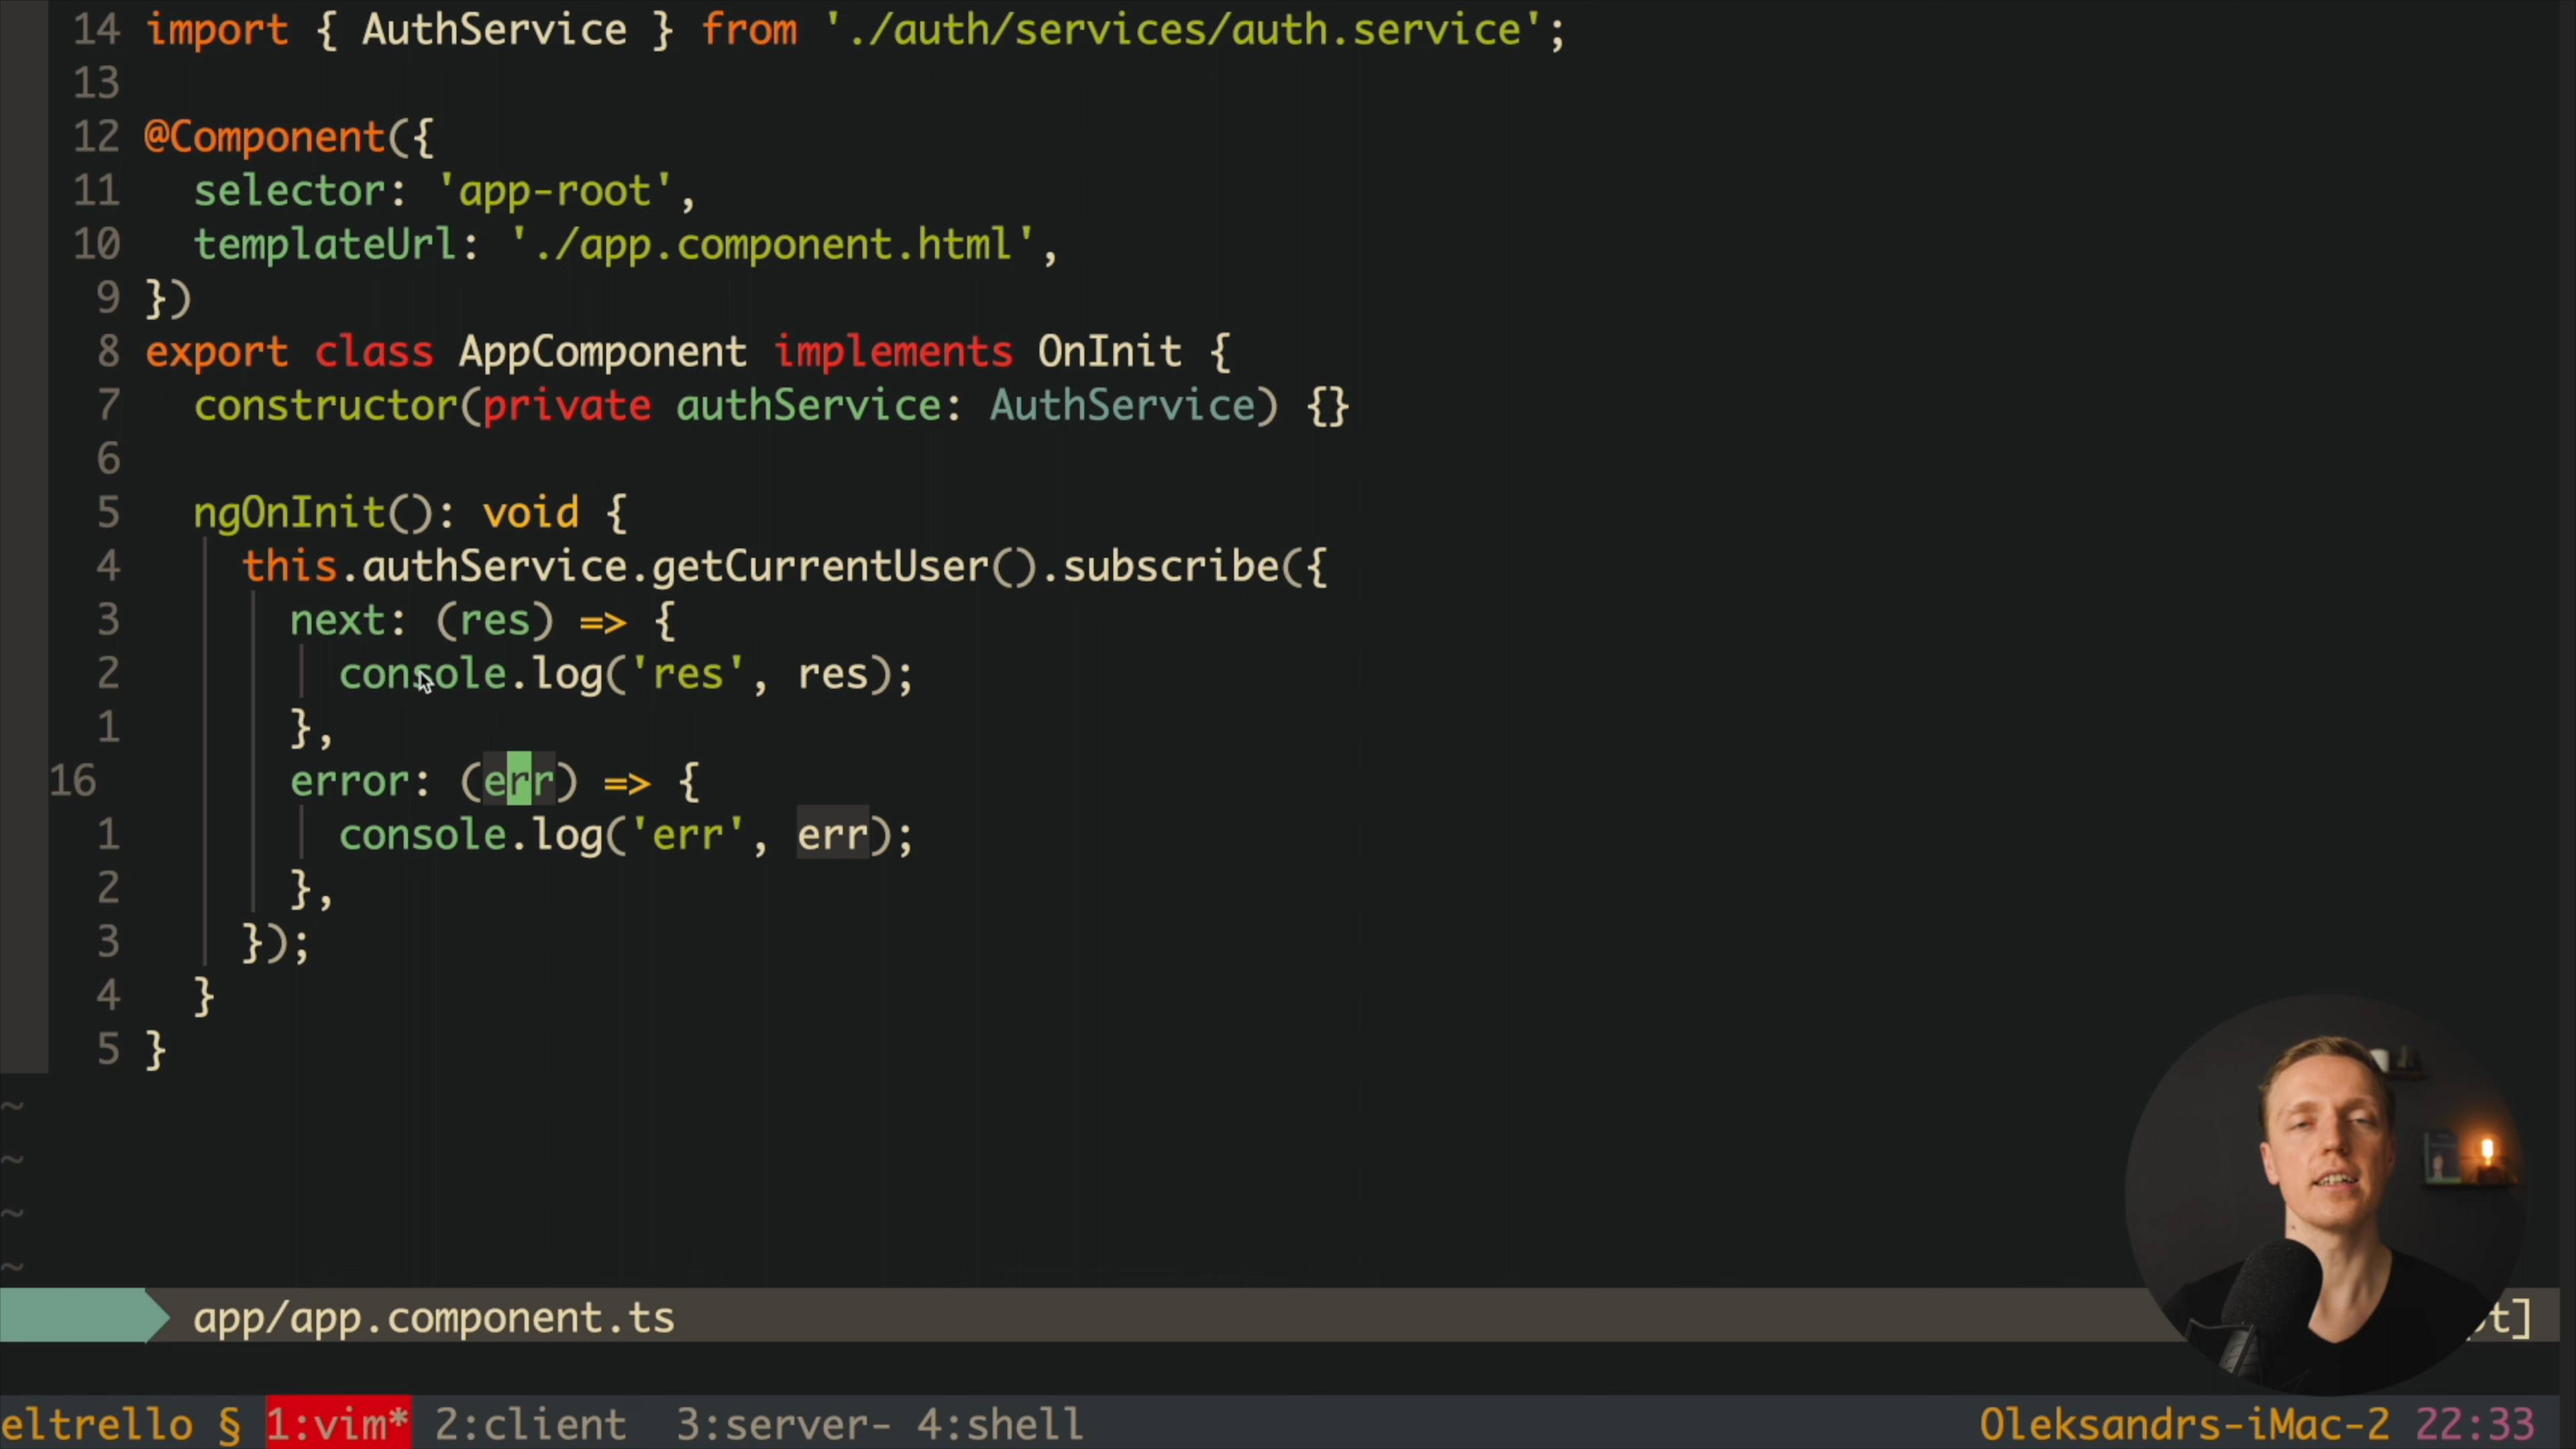 14 import { AuthService } from './auth/services/auth.service';
13
12 @Component({
11   selector: 'app-root',
10   templateUrl: './app.component.html',
9 })
8 export class AppComponent implements OnInit {
7   constructor(private authService: AuthService) {}
6
5   ngOnInit(): void {
4     this.authService.getCurrentUser().subscribe({
3       next: (res) => {
2         console.log('res', res);
1       },
16      error: (err) => {
1         console.log('err', err);
2       },
3     });
4   }
5 }
~
~
~
~
app/app.component.ts t]
eltrello § 1:vim* 2:client 3:server- 4:shell Oleksandrs-iMac-2 22:33